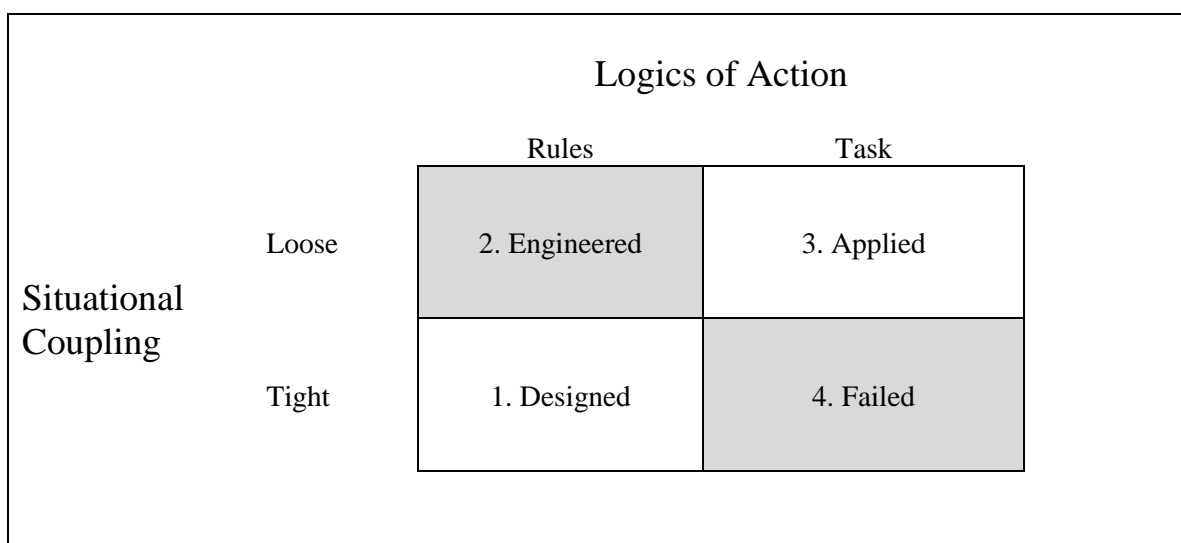 Logics of Action
Rules Task
Loose 2. Engineered 3. Applied
Situational
Coupling
Tight 1. Designed 4. Failed